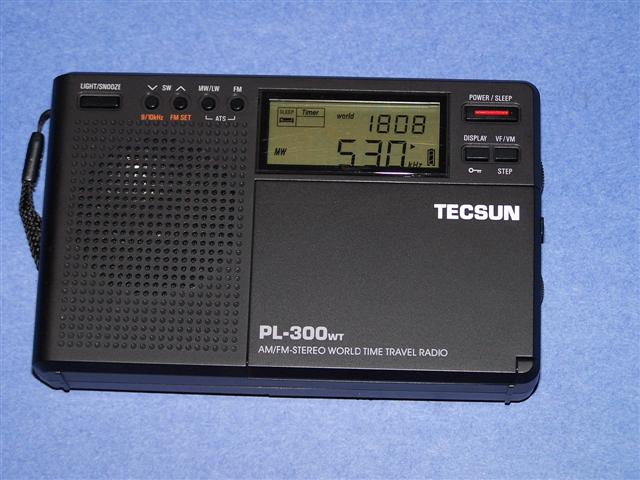 LIGHT/SNOOZE
SW
MW/LW
FM
9/10kHz
FM SET
ATS
SLEEP
Timer
world
1808
MW
530
kHz
POWER / SLEEP
DISPLAY
VF/VM
STEP
TECSUN
PL-300WT
AM/FM-STEREO WORLD TIME TRAVEL RADIO